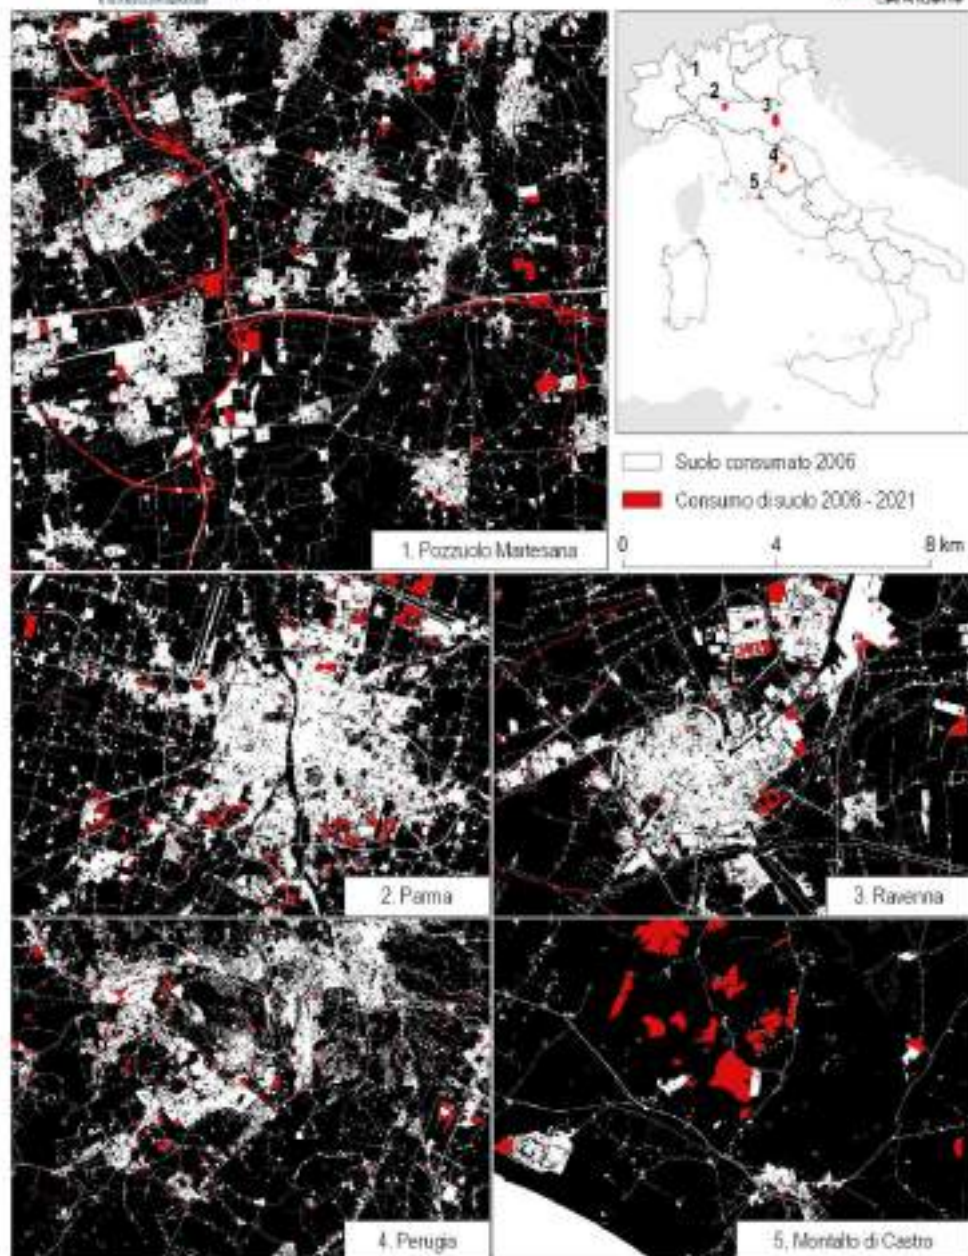 1
2
3
4
5
Suolo consumato 2006
Consumo di suolo 2006 - 2021
0 4 8 km
1. Pozzuolo Martesana
2. Parma
3. Ravenna
4. Perugia
5. Montalto di Castro